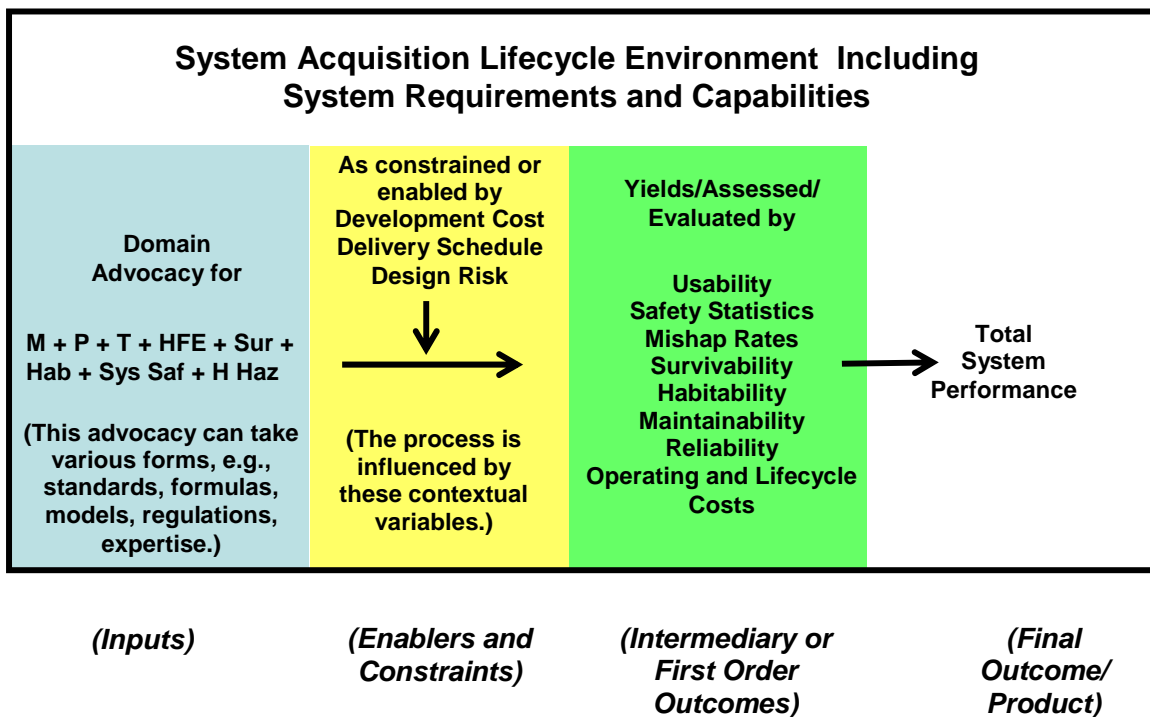 System Acquisition Lifecycle Environment Including
System Requirements and Capabilities
Domain
Advocacy for
M + P + T + HFE + Sur +
Hab + Sys Saf + H Haz
(This advocacy can take
various forms, e.g.,
standards, formulas,
models, regulations,
expertise.)
As constrained or
enabled by
Development Cost
Delivery Schedule
Design Risk
(The process is
influenced by
these contextual
variables.)
Yields/Assessed/
Evaluated by
Usability
Safety Statistics
Mishap Rates
Survivability
Habitability
Maintainability
Reliability
Operating and Lifecycle
Costs
Total
System
Performance
(Inputs)
(Enablers and
Constraints)
(Intermediary or
First Order
Outcomes)
(Final
Outcome/
Product)